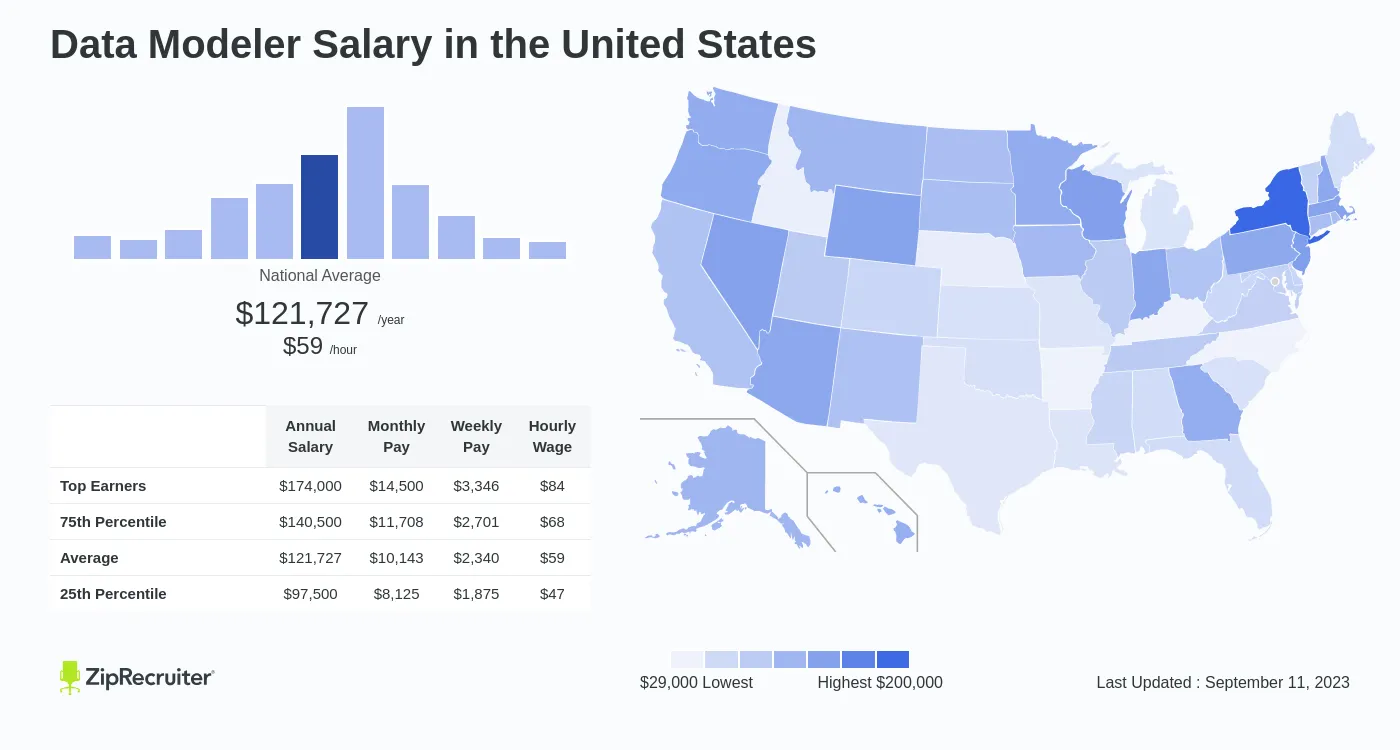 Data Modeler Salary in the United States
National Average
$121,727 /year
$59 /hour
Annual Salary Monthly Pay Weekly Pay Hourly Wage
Top Earners $174,000 $14,500 $3,346 $84
75th Percentile $140,500 $11,708 $2,701 $68
Average $121,727 $10,143 $2,340 $59
25th Percentile $97,500 $8,125 $1,875 $47
ZipRecruiter
$29,000 Lowest Highest $200,000
Last Updated : September 11, 2023